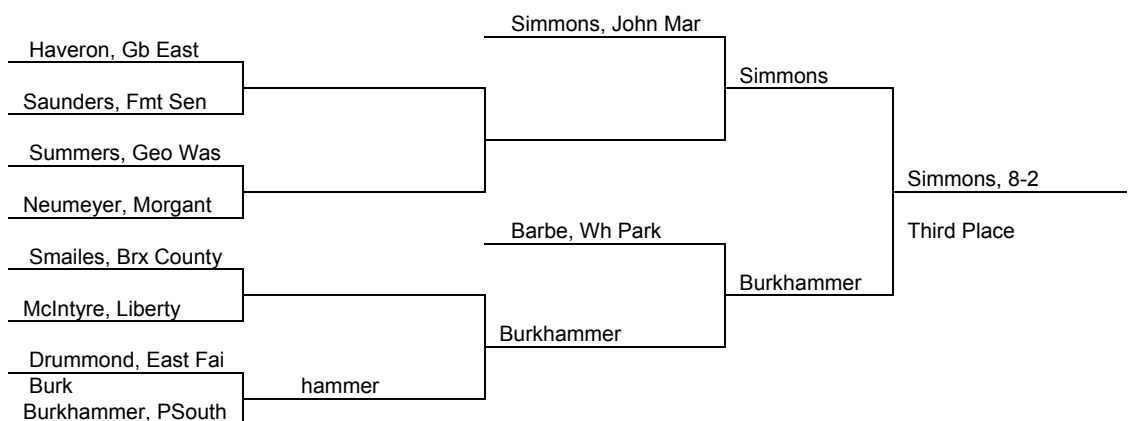 Simmons, John Mar
Haveron, Gb East
Simmons
Saunders, Fmt Sen
Summers, Geo Was
Simmons, 8-2
Neumeyer, Morgant
Barbe, Wh Park
Third Place
Smailes, Brx County
Burkhammer
McIntyre, Liberty
Burkhammer
Drummond, East Fai
Burk hammer
Burkhammer, PSouth